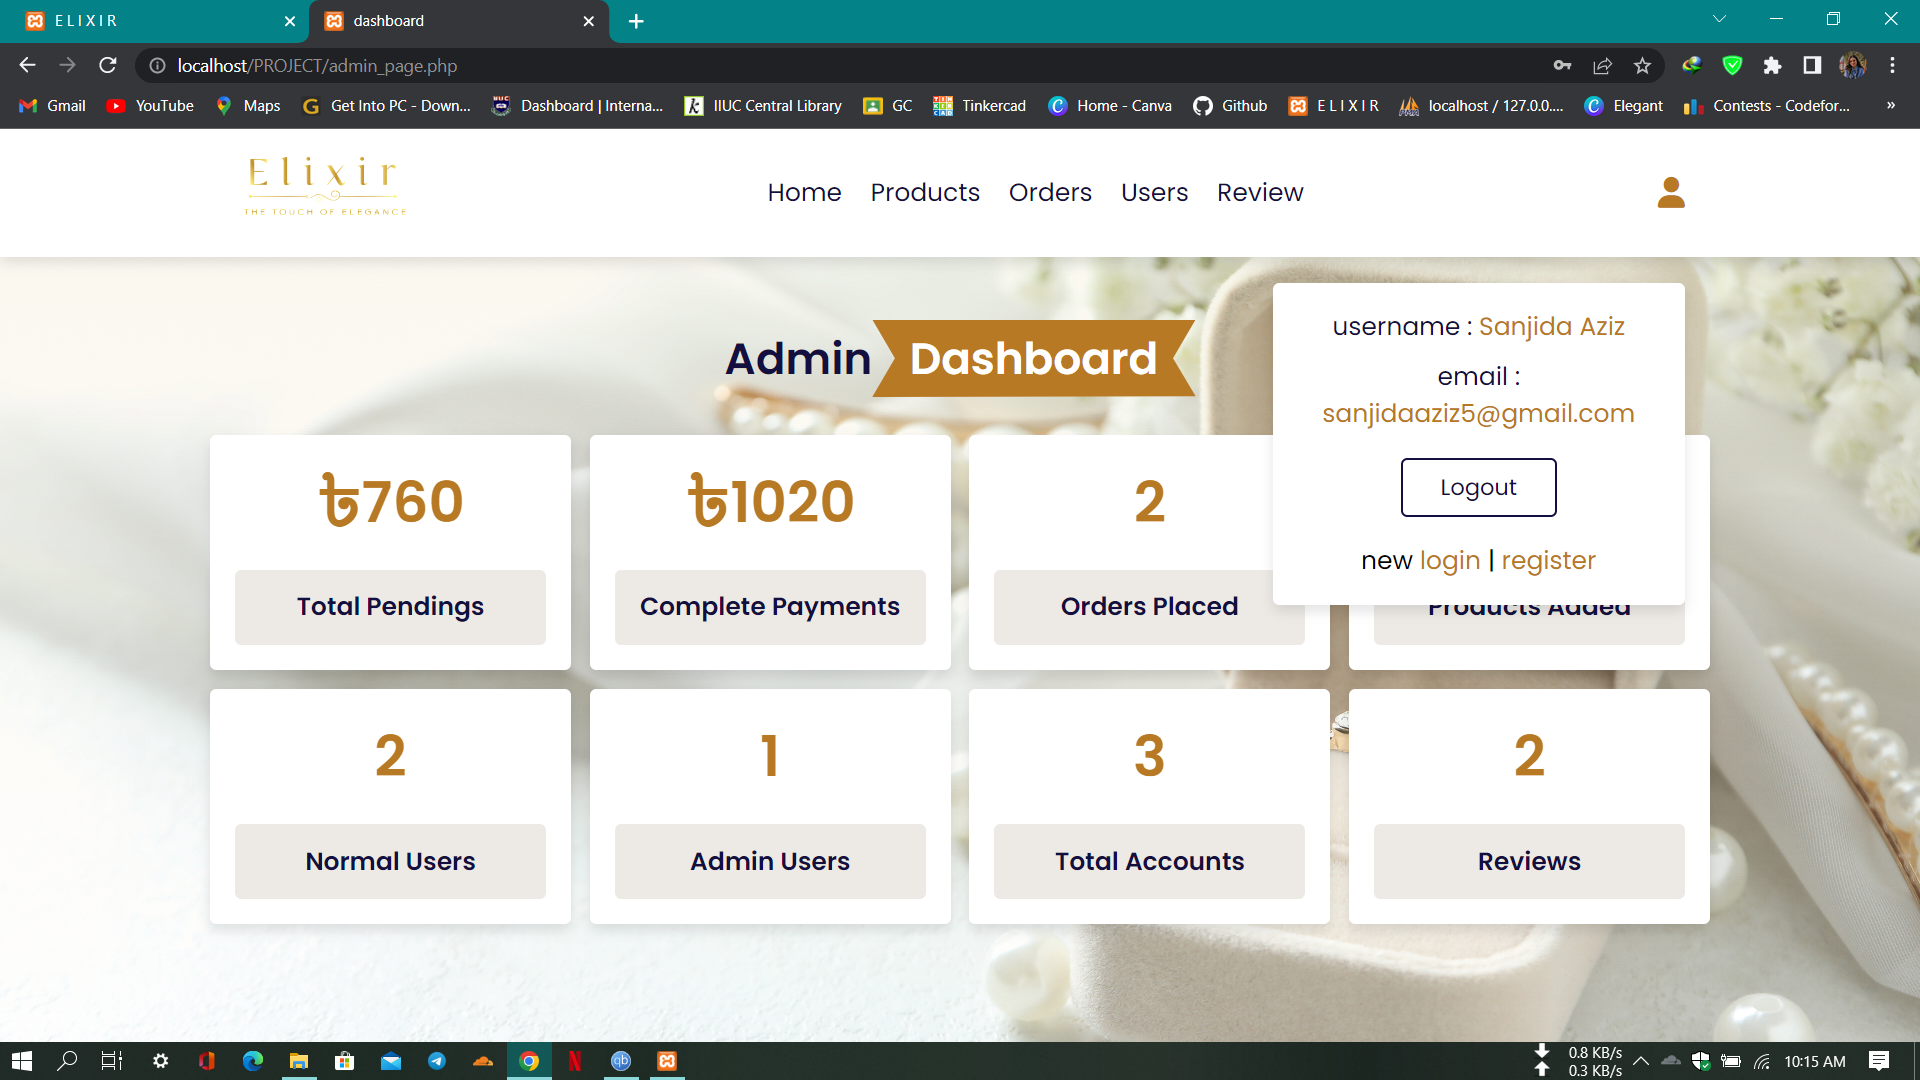 E L I X I R
dashboard
localhost/PROJECT/admin_page.php
Gmail
YouTube
Maps
Get Into PC - Down...
Dashboard | Interna...
IIUC Central Library
GC
Tinkercad
Home - Canva
Github
E L I X I R
localhost / 127.0.0....
Elegant
Contests - Codefor...
»
Elixir
THE TOUCH OF ELEGANCE
Home
Products
Orders
Users
Review
Admin Dashboard
username : Sanjida Aziz
email :
sanjidaaziz5@gmail.com
Logout
new login | register
৳760
Total Pendings
৳1020
Complete Payments
2
Orders Placed
Products Added
2
Normal Users
1
Admin Users
3
Total Accounts
2
Reviews
0.8 KB/s
0.3 KB/s
10:15 AM